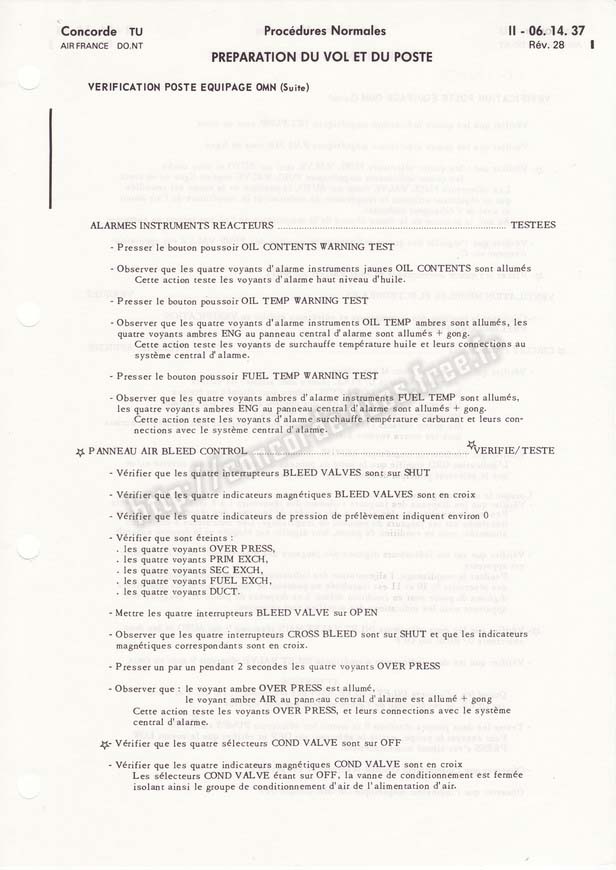 Concorde TU
AIR FRANCE DO.NT
Procédures Normales
II - 06. 14. 37
Rév. 28
PREPARATION DU VOL ET DU POSTE
VERIFICATION POSTE EQUIPAGE OMN (Suite)
ALARMES INSTRUMENTS REACTEURS ........ TESTEES
- Presser le bouton poussoir OIL CONTENTS WARNING TEST
- Observer que les quatre voyants d'alarme instruments jaunes OIL CONTENTS sont allumés
Cette action teste les voyants d'alarme haut niveau d'huile.
- Presser le bouton poussoir OIL TEMP WARNING TEST
- Observer que les quatre voyants d'alarme instruments OIL TEMP ambres sont allumés, les
quatre voyants ambres ENG au panneau central d'alarme sont allumés + gong.
Cette action teste les voyants de surchauffe température huile et leurs connections au
système central d'alame.
- Presser le bouton poussoir FUEL TEMP WARNING TEST
- Observer que les quatre voyants ambres d'alarme instruments FUEL TEMP sont allumés,
les quatre voyants ambres ENG au panneau central d'alarme sont allumés + gong.
Cette action teste les voyants d'alarme surchauffe température carburant et leurs con-
nections avec le système central d'alarme.
☆ PANNEAU AIR BLEED CONTROL ........ ☆ VERIFIE/TESTE
- Vérifier que les quatre interrupteurs BLEED VALVES sont sur SHUT
- Vérifier que les quatre indicateurs magnétiques BLEED VALVES sont en croix
- Vérifier que les quatre indicateurs de pression de prélèvement indiquent environ 0
- Vérifier que sont éteints :
. les quatre voyants OVER PRESS,
. les quatre voyants PRIM EXCH,
. les quatre voyants SEC EXCH,
. les quatre voyants FUEL EXCH,
. les quatre voyants DUCT.
- Mettre les quatre interrupteurs BLEED VALVE sur OPEN
- Observer que les quatre interrupteurs CROSS BLEED sont sur SHUT et que les indicateurs
magnétiques correspondants sont en croix.
- Presser un par un pendant 2 secondes les quatre voyants OVER PRESS
- Observer que : le voyant ambre OVER PRESS est allumé,
le voyant ambre AIR au panneau central d'alarme est allumé + gong
Cette action teste les voyants OVER PRESS, et leurs connections avec le système
central d'alarme.
☆ - Vérifier que les quatre sélecteurs COND VALVE sont sur OFF
- Vérifier que les quatre indicateurs magnétiques COND VALVE sont en croix
Les sélecteurs COND VALVE étant sur OFF, la vanne de conditionnement est fermée
isolant ainsi le groupe de conditionnement d'air de l'alimentation d'air.